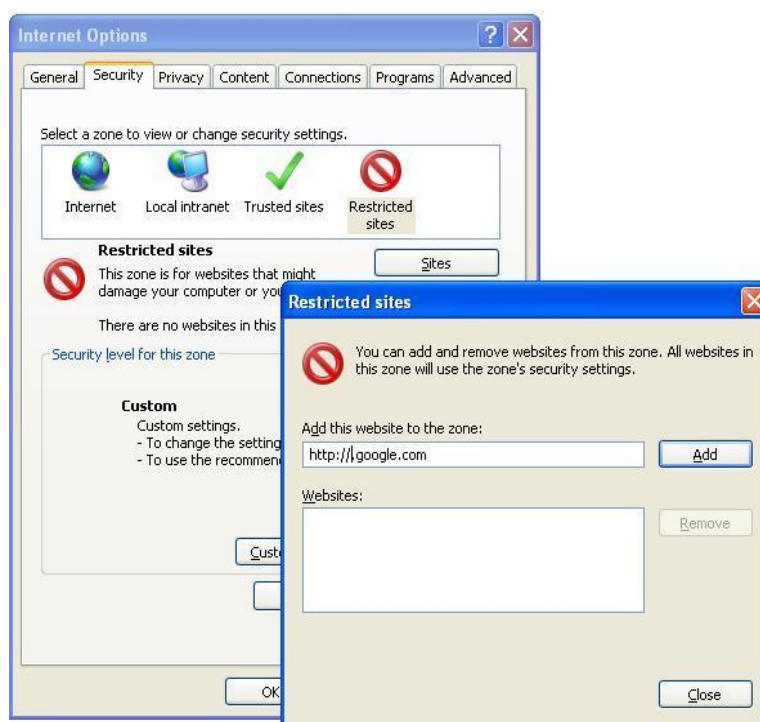 Internet Options
General Security Privacy Content Connections Programs Advanced
Select a zone to view or change security settings.
Internet Local intranet Trusted sites Restricted sites
Restricted sites
This zone is for websites that might
damage your computer or
Sites
There are no websites in this
Security level for this zone
Custom
Custom settings.
- To change the setting
- To use the recommen
OK
Restricted sites
You can add and remove websites from this zone. All websites in
this zone will use the zone's security settings.
Add this website to the zone:
http://.google.com
Add
Websites:
Remove
Close